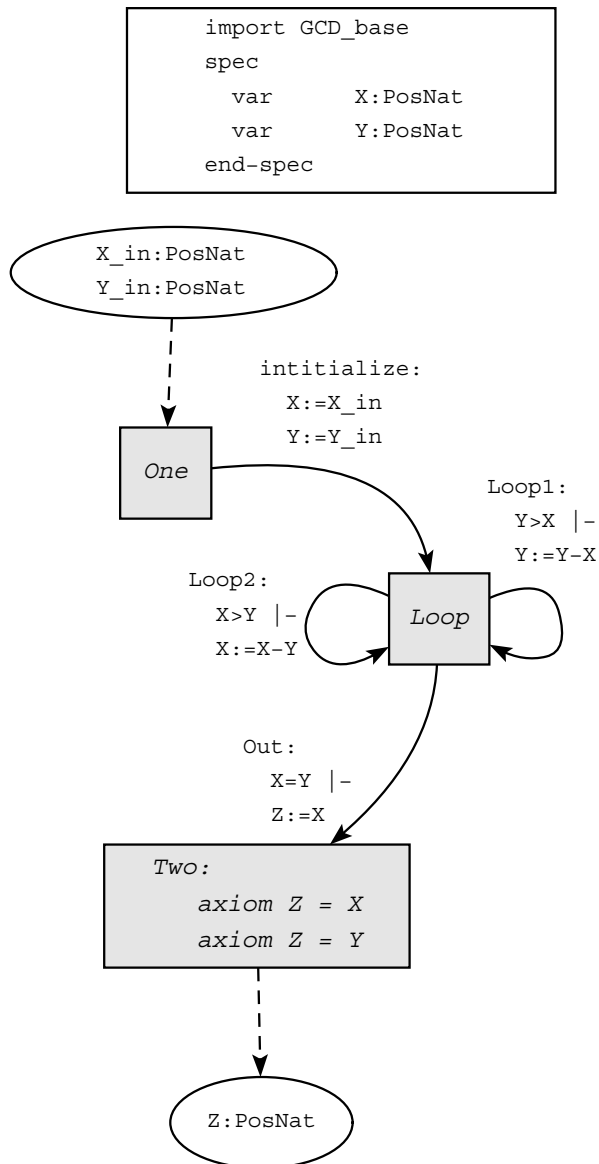 import GCD_base
spec
var X:PosNat
var Y:PosNat
end-spec
X_in:PosNat
Y_in:PosNat
intitialize:
X:=X_in
Y:=Y_in
One
Loop1:
Y>X |-
Y:=Y-X
Loop2:
X>Y |-
X:=X-Y
Loop
Out:
X=Y |-
Z:=X
Two:
axiom Z = X
axiom Z = Y
Z:PosNat